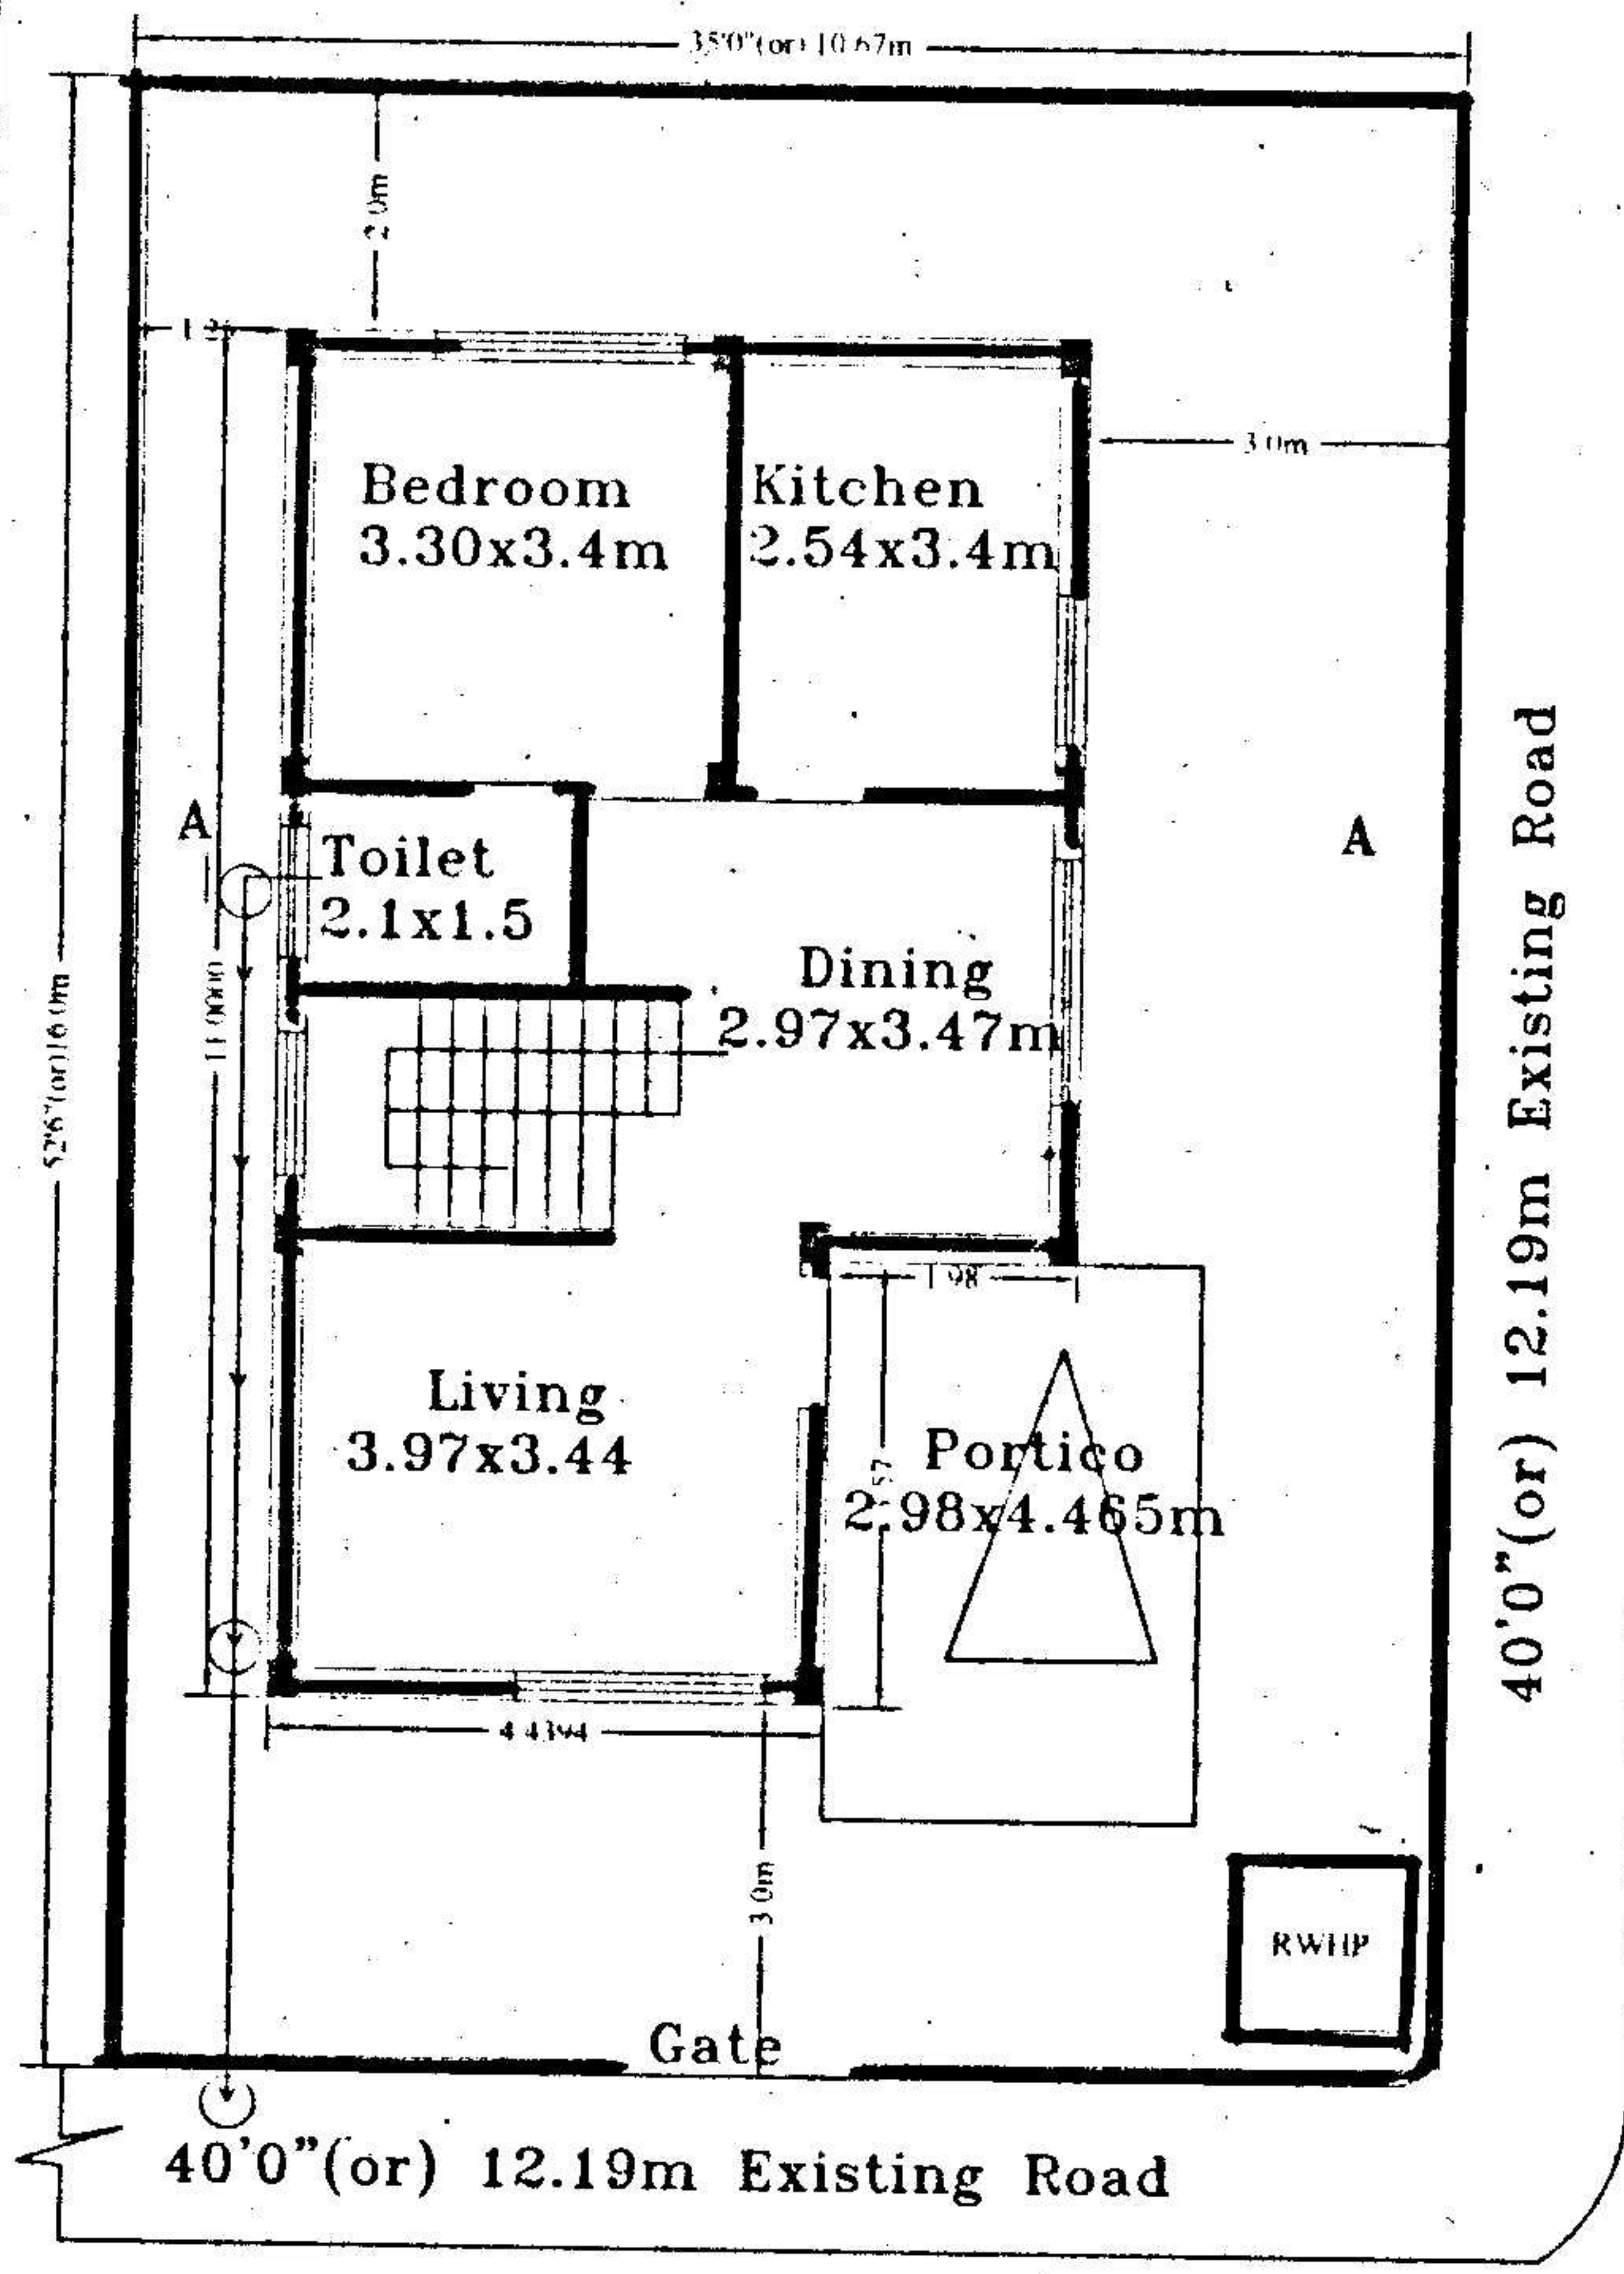 35'0"(or) 10.67m
2.0m
3.0m
Bedroom
3.30x3.4m
Kitchen
2.54x3.4m
A
A
Toilet
2.1x1.5
Dining
2.97x3.47m
11.0000
52'6"(or)16.0m
40'0"(or) 12.19m Existing Road
1.98
Living
3.97x3.44
Portico
2.98x4.465m
4.4394
3.0m
RWHP
Gate
40'0"(or) 12.19m Existing Road